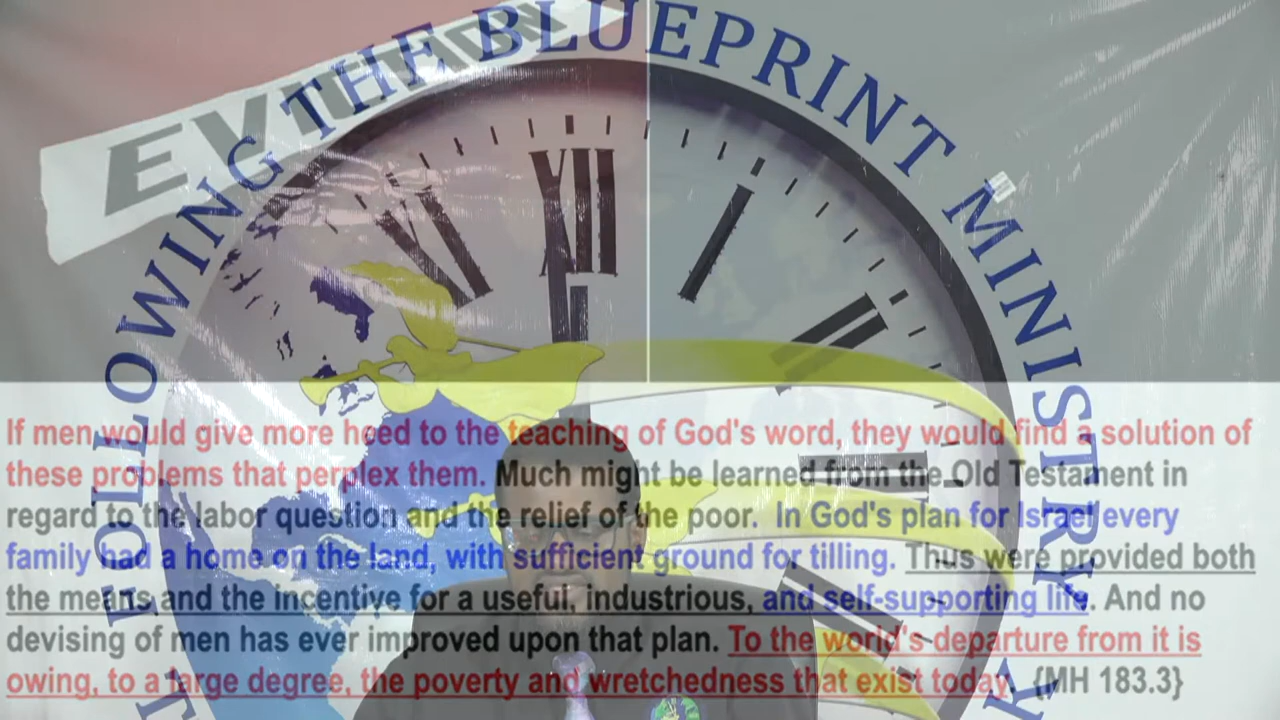 FOLLOWING THE BLUEPRINT MINISTRY
EVICTION
XI
XII
I
II
III
If men would give more heed to the teaching of God's word, they would find a solution of
these problems that perplex them. Much might be learned from the Old Testament in
regard to the labor question and the relief of the poor. In God's plan for Israel every
family had a home on the land, with sufficient ground for tilling. Thus were provided both
the means and the incentive for a useful, industrious, and self-supporting life. And no
devising of men has ever improved upon that plan. To the world's departure from it is
owing, to a large degree, the poverty and wretchedness that exist today. {MH 183.3}